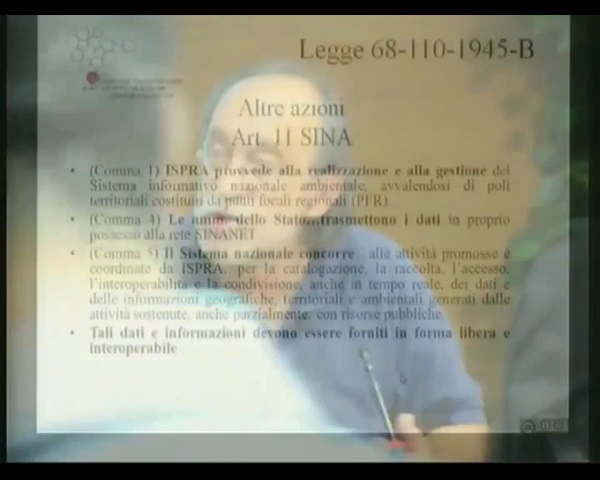 Legge 68-110-1945-B
Altre azioni
Art. 11 SINA
• (Comma 1) ISPRA provvede alla realizzazione e alla gestione del
Sistema informativo nazionale ambientale, avvalendosi di poli
territoriali costituiti da punti focali regionali (PFR)
• (Comma 4) Le amm. dello Stato...trasmettono i dati in proprio
possesso alla rete SINANET
• (Comma 5) Il Sistema nazionale concorre alle attività promosse e
coordinate da ISPRA...per la catalogazione, la raccolta, l'accesso,
l'interoperabilità e la condivisione, anche in tempo reale, dei dati e
delle informazioni geografiche, territoriali e ambientali generati dalle
attività sostenute, anche parzialmente, con risorse pubbliche.
• Tali dati e informazioni devono essere forniti in forma libera e
interoperabile